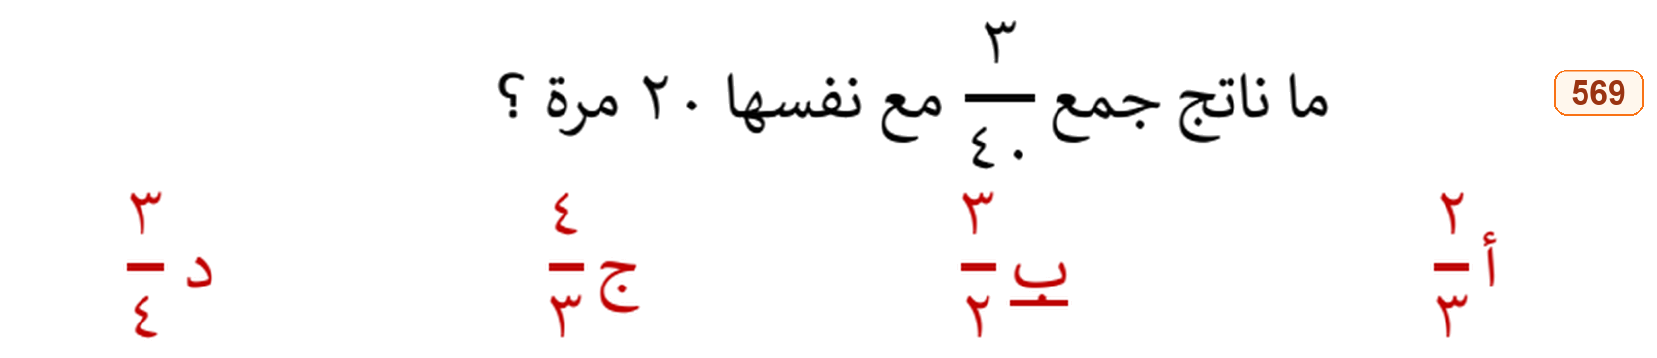 569
ما ناتج جمع ٣/٤٠ مع نفسها ٢٠ مرة ؟
أ ٢/٣ ب ٣/٢ ج ٤/٣ د ٣/٤